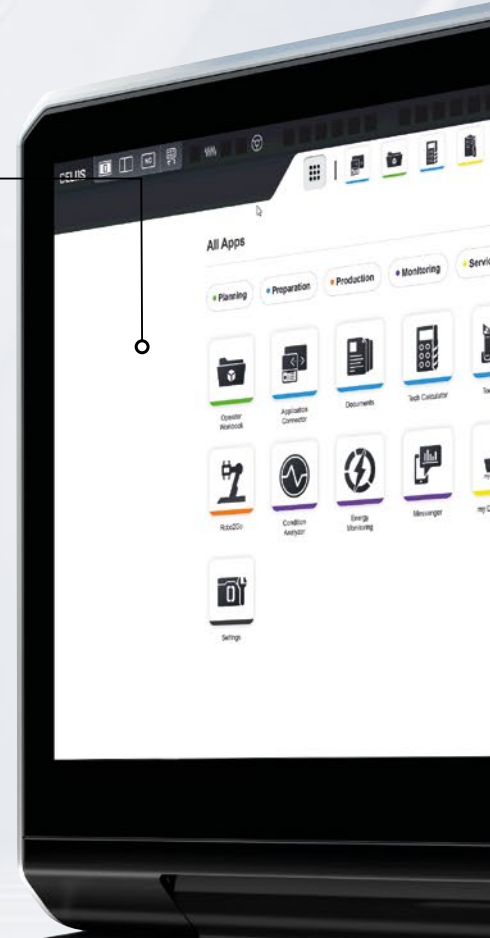 CELOS
NC
All Apps
Planning
Preparation
Production
Monitoring
Operator
Workbook
Application
Connector
Documents
Tech Calculator
Robo2Go
Condition
Analyzer
Energy
Monitoring
Messenger
Settings